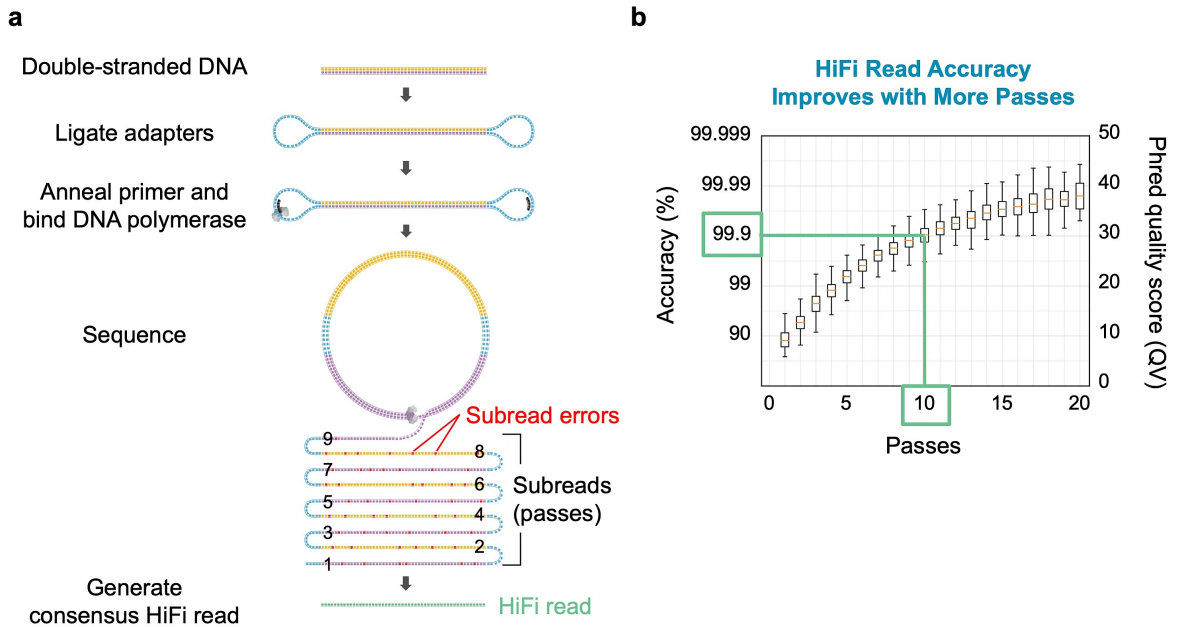 a
Double-stranded DNA
Ligate adapters
Anneal primer and
bind DNA polymerase
Sequence
Subread errors
9
8
7
6
5
4
3
2
1
Subreads
(passes)
Generate
consensus HiFi read
HiFi read
b
HiFi Read Accuracy
Improves with More Passes
Accuracy (%)
99.999
99.99
99.9
99
90
50
40
30
20
10
0
Phred quality score (QV)
0 5 10 15 20
Passes